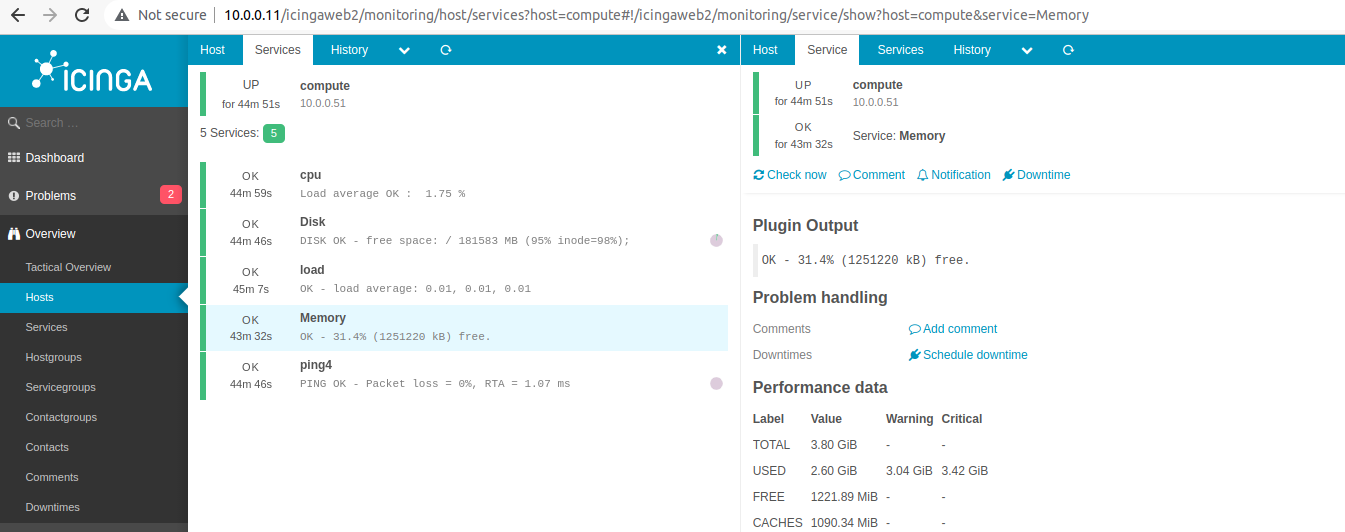 Not secure 10.0.0.11/icingaweb2/monitoring/host/services?host=compute#!/icingaweb2/monitoring/service/show?host=compute&service=Memory
ICINGA
Search ...
Dashboard
Problems 2
Overview
Tactical Overview
Hosts
Services
Hostgroups
Servicegroups
Contactgroups
Contacts
Comments
Downtimes
Host Services History
UP compute
for 44m 51s 10.0.0.51
5 Services: 5
OK cpu
44m 59s Load average OK : 1.75 %
OK Disk
44m 46s DISK OK - free space: / 181583 MB (95% inode=98%);
OK load
45m 7s OK - load average: 0.01, 0.01, 0.01
OK Memory
43m 32s OK - 31.4% (1251220 kB) free.
OK ping4
44m 46s PING OK - Packet loss = 0%, RTA = 1.07 ms
Host Service Services History
UP compute
for 44m 51s 10.0.0.51
OK
for 43m 32s Service: Memory
Check now Comment Notification Downtime
Plugin Output
OK - 31.4% (1251220 kB) free.
Problem handling
Comments Add comment
Downtimes Schedule downtime
Performance data
Label Value Warning Critical
TOTAL 3.80 GiB - -
USED 2.60 GiB 3.04 GiB 3.42 GiB
FREE 1221.89 MiB - -
CACHES 1090.34 MiB - -